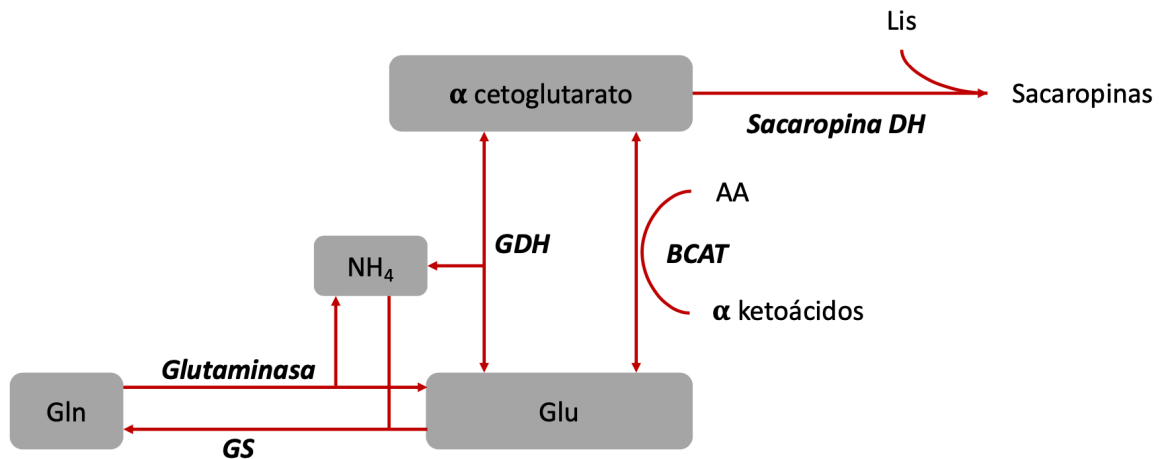 Lis
α cetoglutarato
Sacaropinas
Sacaropina DH
AA
GDH
BCAT
NH₄
α ketoácidos
Glutaminasa
Gln
Glu
GS